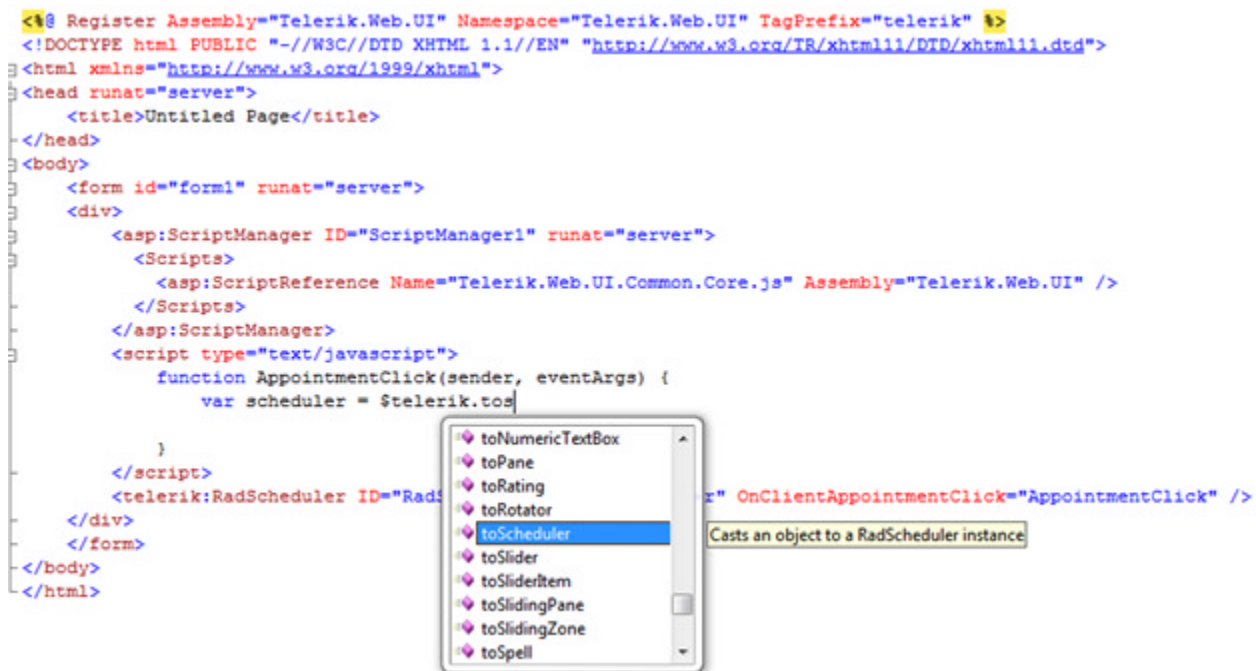 <%@ Register Assembly="Telerik.Web.UI" Namespace="Telerik.Web.UI" TagPrefix="telerik" %>
<!DOCTYPE html PUBLIC "-//W3C//DTD XHTML 1.1//EN" "http://www.w3.org/TR/xhtml11/DTD/xhtml11.dtd">
<html xmlns="http://www.w3.org/1999/xhtml">
<head runat="server">
<title>Untitled Page</title>
</head>
<body>
<form id="form1" runat="server">
<div>
<asp:ScriptManager ID="ScriptManager1" runat="server">
<Scripts>
<asp:ScriptReference Name="Telerik.Web.UI.Common.Core.js" Assembly="Telerik.Web.UI" />
</Scripts>
</asp:ScriptManager>
<script type="text/javascript">
function AppointmentClick(sender, eventArgs) {
var scheduler = $telerik.tos
}
</script>
<telerik:RadScheduler ID="RadS r" OnClientAppointmentClick="AppointmentClick" />
</div>
</form>
</body>
</html>
toNumericTextBox
toPane
toRating
toRotator
toScheduler
Casts an object to a RadScheduler instance
toSlider
toSliderItem
toSlidingPane
toSlidingZone
toSpell